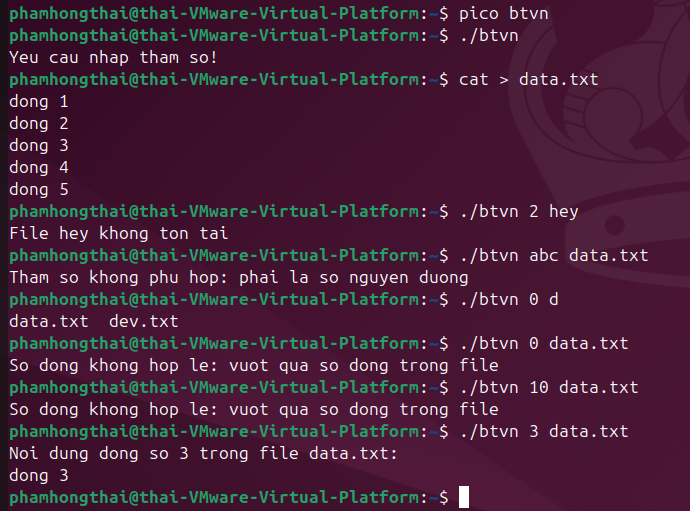 phamhongthai@thai-VMware-Virtual-Platform:~$ pico btvn
phamhongthai@thai-VMware-Virtual-Platform:~$ ./btvn
Yeu cau nhap tham so!
phamhongthai@thai-VMware-Virtual-Platform:~$ cat > data.txt
dong 1
dong 2
dong 3
dong 4
dong 5
phamhongthai@thai-VMware-Virtual-Platform:~$ ./btvn 2 hey
File hey khong ton tai
phamhongthai@thai-VMware-Virtual-Platform:~$ ./btvn abc data.txt
Tham so khong phu hop: phai la so nguyen duong
phamhongthai@thai-VMware-Virtual-Platform:~$ ./btvn 0 d
data.txt  dev.txt
phamhongthai@thai-VMware-Virtual-Platform:~$ ./btvn 0 data.txt
So dong khong hop le: vuot qua so dong trong file
phamhongthai@thai-VMware-Virtual-Platform:~$ ./btvn 10 data.txt
So dong khong hop le: vuot qua so dong trong file
phamhongthai@thai-VMware-Virtual-Platform:~$ ./btvn 3 data.txt
Noi dung dong so 3 trong file data.txt:
dong 3
phamhongthai@thai-VMware-Virtual-Platform:~$